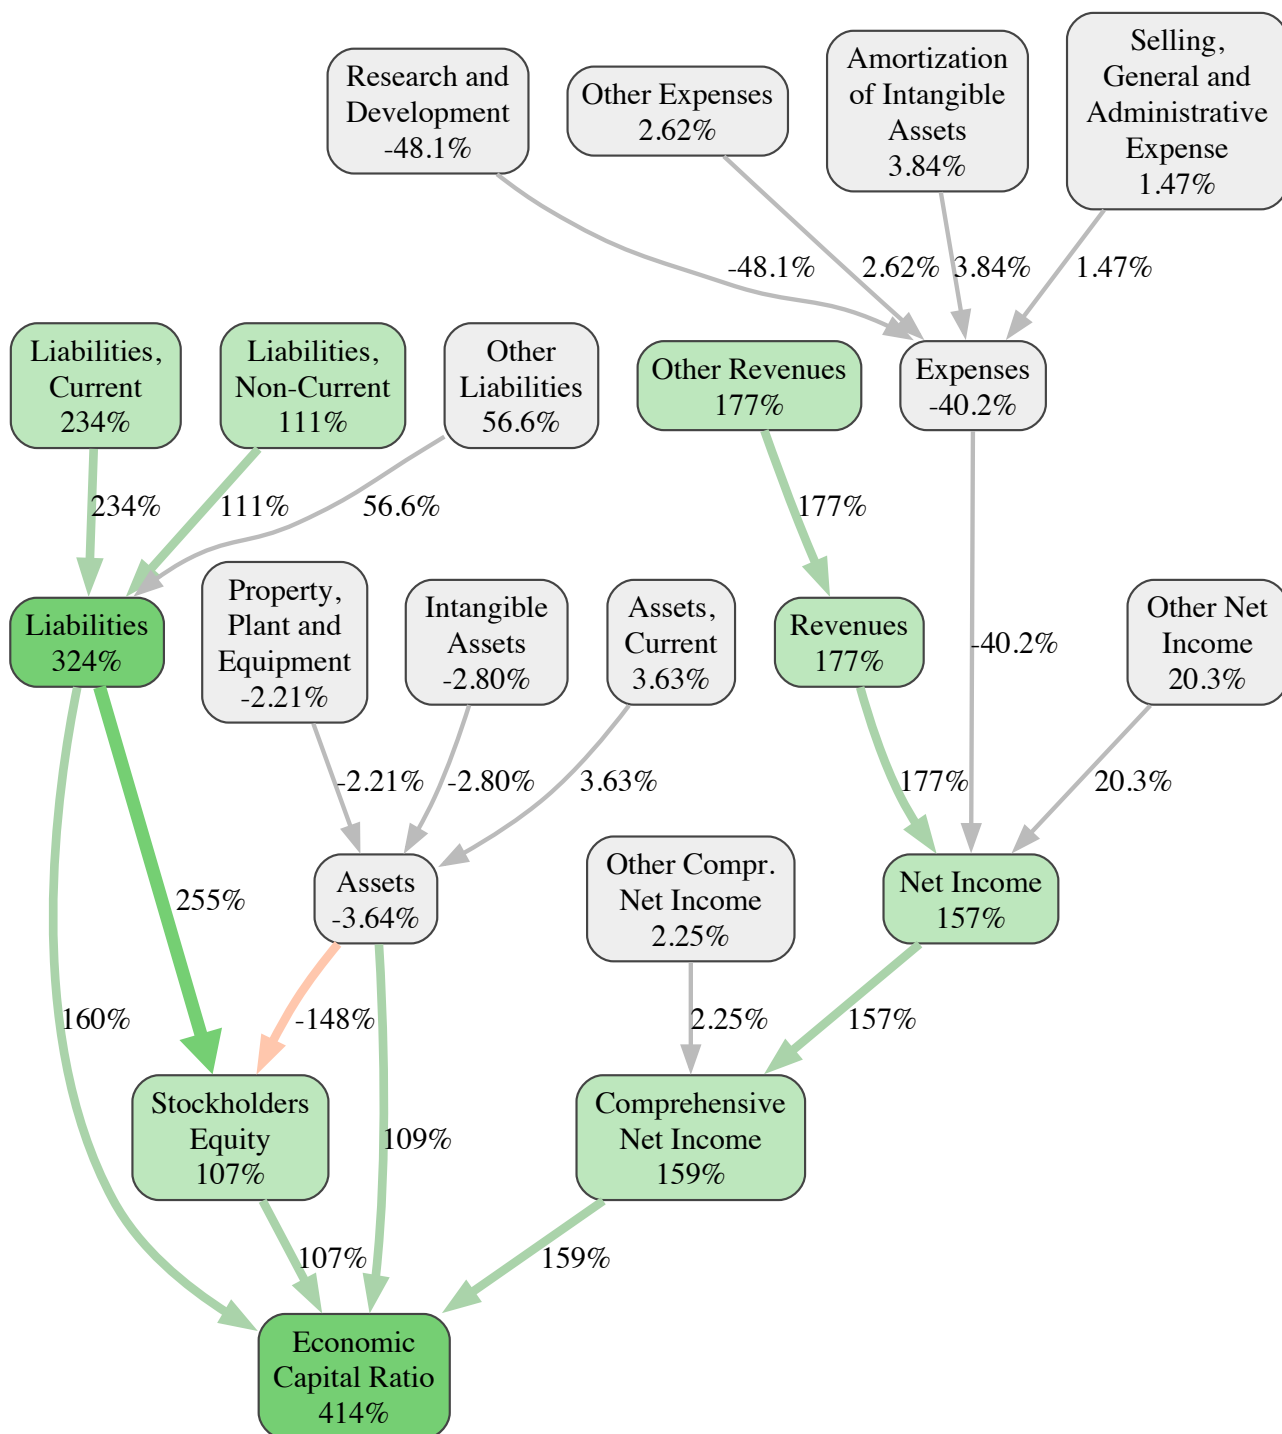 Research and
Development
-48.1%
Other Expenses
2.62%
Amortization
of Intangible
Assets
3.84%
Selling,
General and
Administrative
Expense
1.47%
-48.1%
2.62%
3.84%
1.47%
Liabilities,
Current
234%
Liabilities,
Non-Current
111%
Other
Liabilities
56.6%
Other Revenues
177%
Expenses
-40.2%
234%
111%
56.6%
177%
Liabilities
324%
Property,
Plant and
Equipment
-2.21%
Intangible
Assets
-2.80%
Assets,
Current
3.63%
Revenues
177%
-40.2%
Other Net
Income
20.3%
-2.21%
-2.80%
3.63%
177%
20.3%
255%
Assets
-3.64%
Other Compr.
Net Income
2.25%
Net Income
157%
160%
-148%
2.25%
157%
Stockholders
Equity
107%
109%
Comprehensive
Net Income
159%
107%
159%
Economic
Capital Ratio
414%